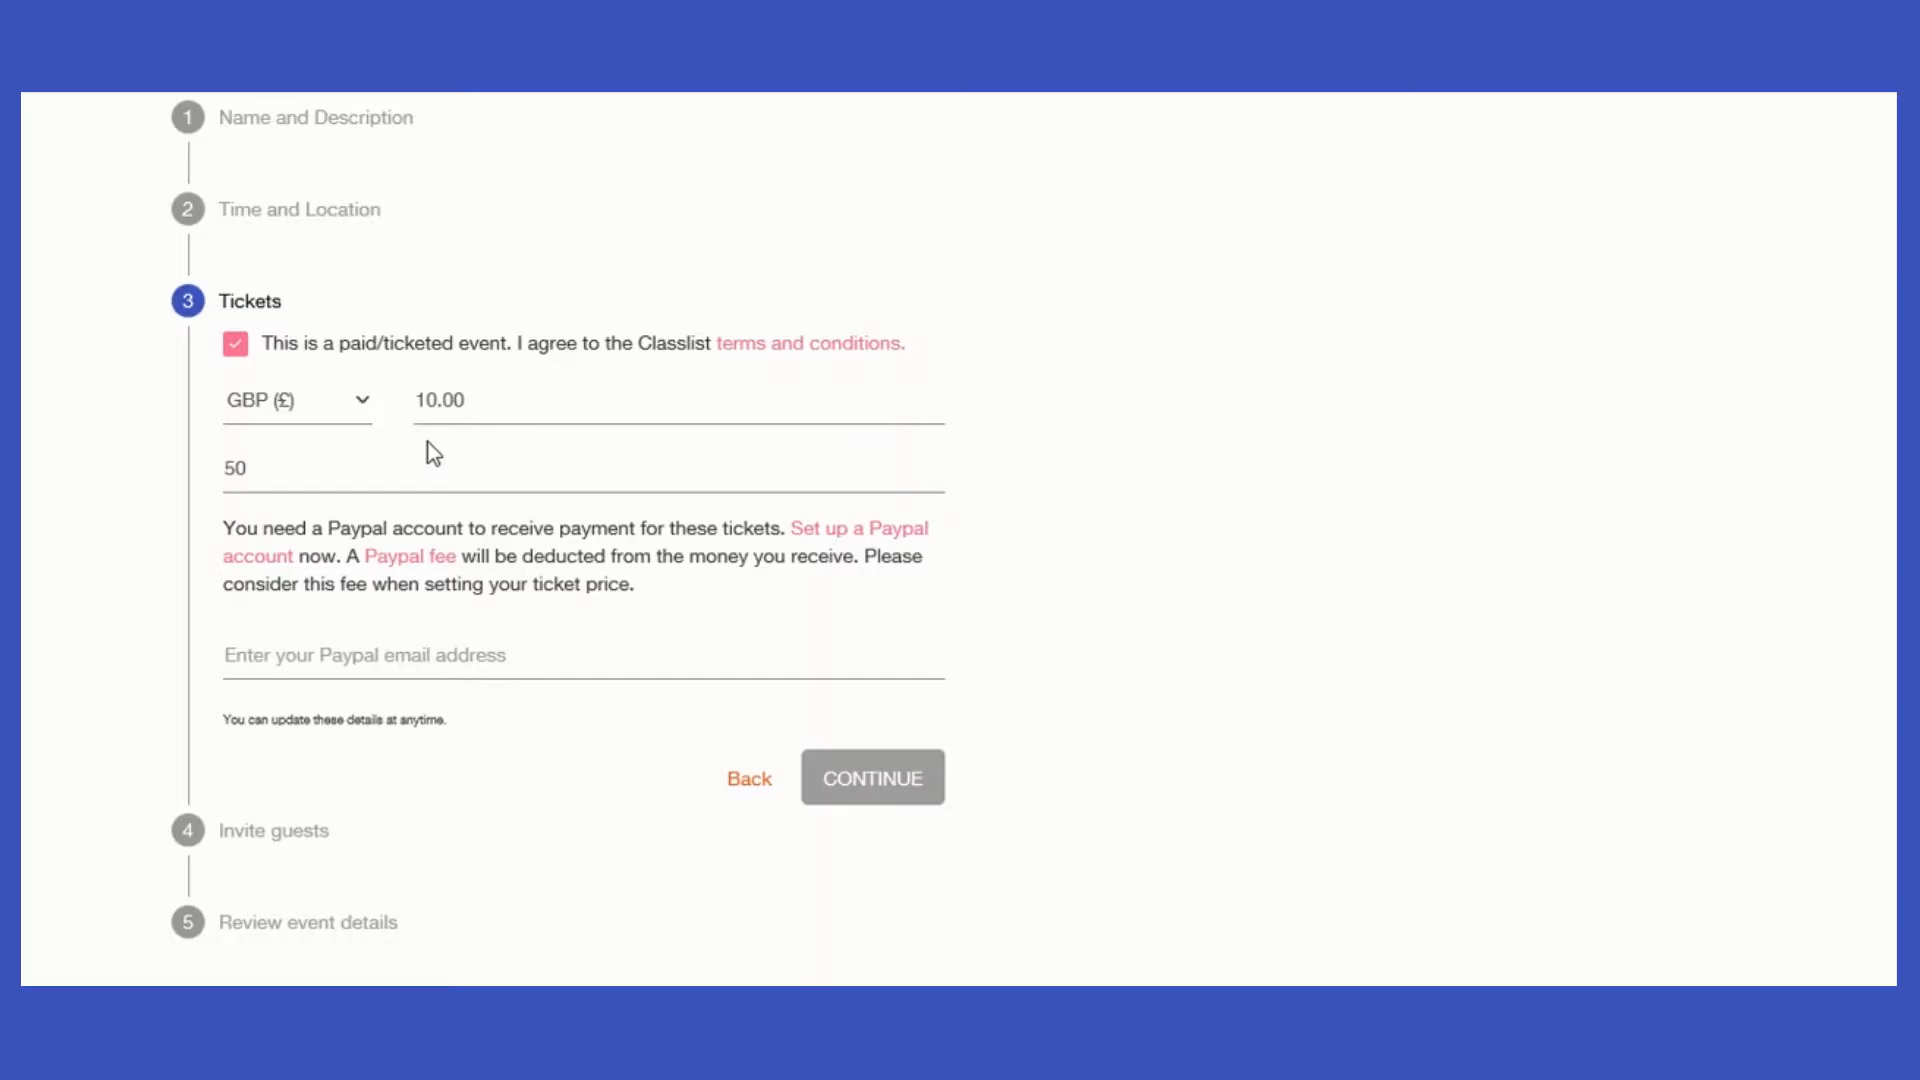 1 Name and Description
2 Time and Location
3 Tickets
This is a paid/ticketed event. I agree to the Classlist terms and conditions.
GBP (£) 10.00
50
You need a Paypal account to receive payment for these tickets. Set up a Paypal
account now. A Paypal fee will be deducted from the money you receive. Please
consider this fee when setting your ticket price.
Enter your Paypal email address
You can update these details at anytime.
Back CONTINUE
4 Invite guests
5 Review event details